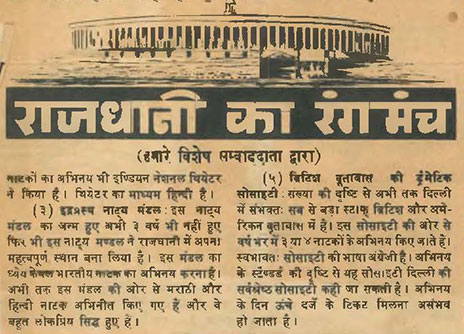 राजधानी का रंगमंच
(हमारे विशेष सम्वाददाता द्वारा)
नाटकों का अभिनय भी इण्डियन नेशनल थियेटर
ने किया है। थियेटर का माध्यम हिन्दी है।
(३) इन्द्रप्रस्थ नाट्य मंडल: इस नाट्य
मंडल का जन्म हुए अभी ३ वर्ष भी नहीं हुए
फिर भी इस नाट्य मण्डल ने राजधानी में अपना
महत्वपूर्ण स्थान बना लिया है। इस मंडल का
ध्येय केवल भारतीय नाटक का अभिनय करना है।
अभी तक इस मंडल की ओर से मराठी और
हिन्दी नाटक अभिनीत किए गए हैं और वे
बहुत लोकप्रिय सिद्ध हुए हैं।
(५) ब्रिटिश दूतावास की ड्रैमेटिक
सोसाइटी: संख्या की दृष्टि से अभी तक दिल्ली
में संभवतः सब से बड़ा स्टाफ़ ब्रिटिश और अमे-
रिकन दूतावास में है। इस सोसाइटी की ओर से
वर्ष भर में ३ या ४ नाटकों के अभिनय किए जाते हैं।
स्वभावतः सोसाइटी की भाषा अंग्रेजी है। अभिनय
के स्टैंडर्ड की दृष्टि से यह सोसाइटी दिल्ली की
सर्वश्रेष्ठ सोसाइटी कही जा सकती है। अभिनय
के दिन ऊंचे दर्जे के टिकट मिलना असंभव
हो जाता है।